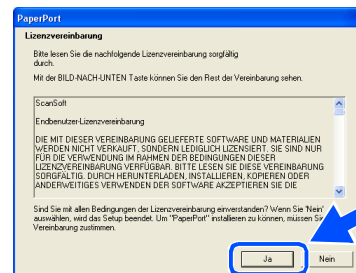 PaperPort
Lizenzvereinbarung
Bitte lesen Sie die nachfolgende Lizenzvereinbarung sorgfältig
durch.
Mit der BILD-NACH-UNTEN Taste können Sie den Rest der Vereinbarung sehen.
ScanSoft
Endbenutzer-Lizenzvereinbarung
DIE MIT DIESER VEREINBARUNG GELIEFERTE SOFTWARE UND MATERIALIEN
WERDEN NICHT VERKAUFT, SONDERN LEDIGLICH LIZENSIERT. SIE SIND NUR
FÜR DIE VERWENDUNG IM RAHMEN DER BEDINGUNGEN DIESER
LIZENZVEREINBARUNG VERFÜGBAR. BITTE LESEN SIE DIESE VEREINBARUNG
SORGFÄLTIG. DURCH HERUNTERLADEN, INSTALLIEREN, KOPIEREN ODER
ANDERWEITIGES VERWENDEN DER SOFTWARE AKZEPTIEREN SIE DIE
Sind Sie mit allen Bedingungen der Lizenzvereinbarung einverstanden? Wenn Sie 'Nein'
auswählen, wird das Setup beendet. Um "PaperPort" installieren zu können, müssen Sie
Vereinbarung zustimmen.
Ja
Nein